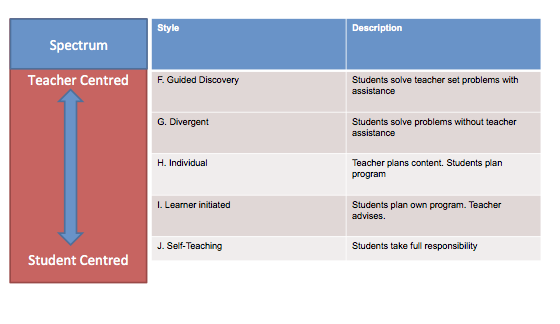 Spectrum
Teacher Centred
Student Centred
Style
Description
F. Guided Discovery
Students solve teacher set problems with
assistance
G. Divergent
Students solve problems without teacher
assistance
H. Individual
Teacher plans content. Students plan
program
I. Learner initiated
Students plan own program. Teacher
advises.
J. Self-Teaching
Students take full responsibility